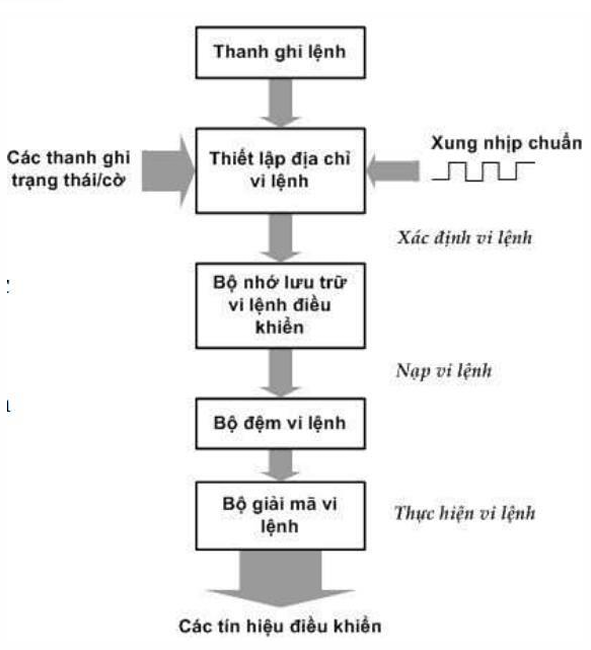 Thanh ghi lệnh
Các thanh ghi
trạng thái/cờ
Thiết lập địa chỉ
vi lệnh
Xung nhịp chuẩn
Xác định vi lệnh
Bộ nhớ lưu trữ
vi lệnh điều
khiển
Nạp vi lệnh
Bộ đệm vi lệnh
Bộ giải mã vi
lệnh
Thực hiện vi lệnh
Các tín hiệu điều khiển